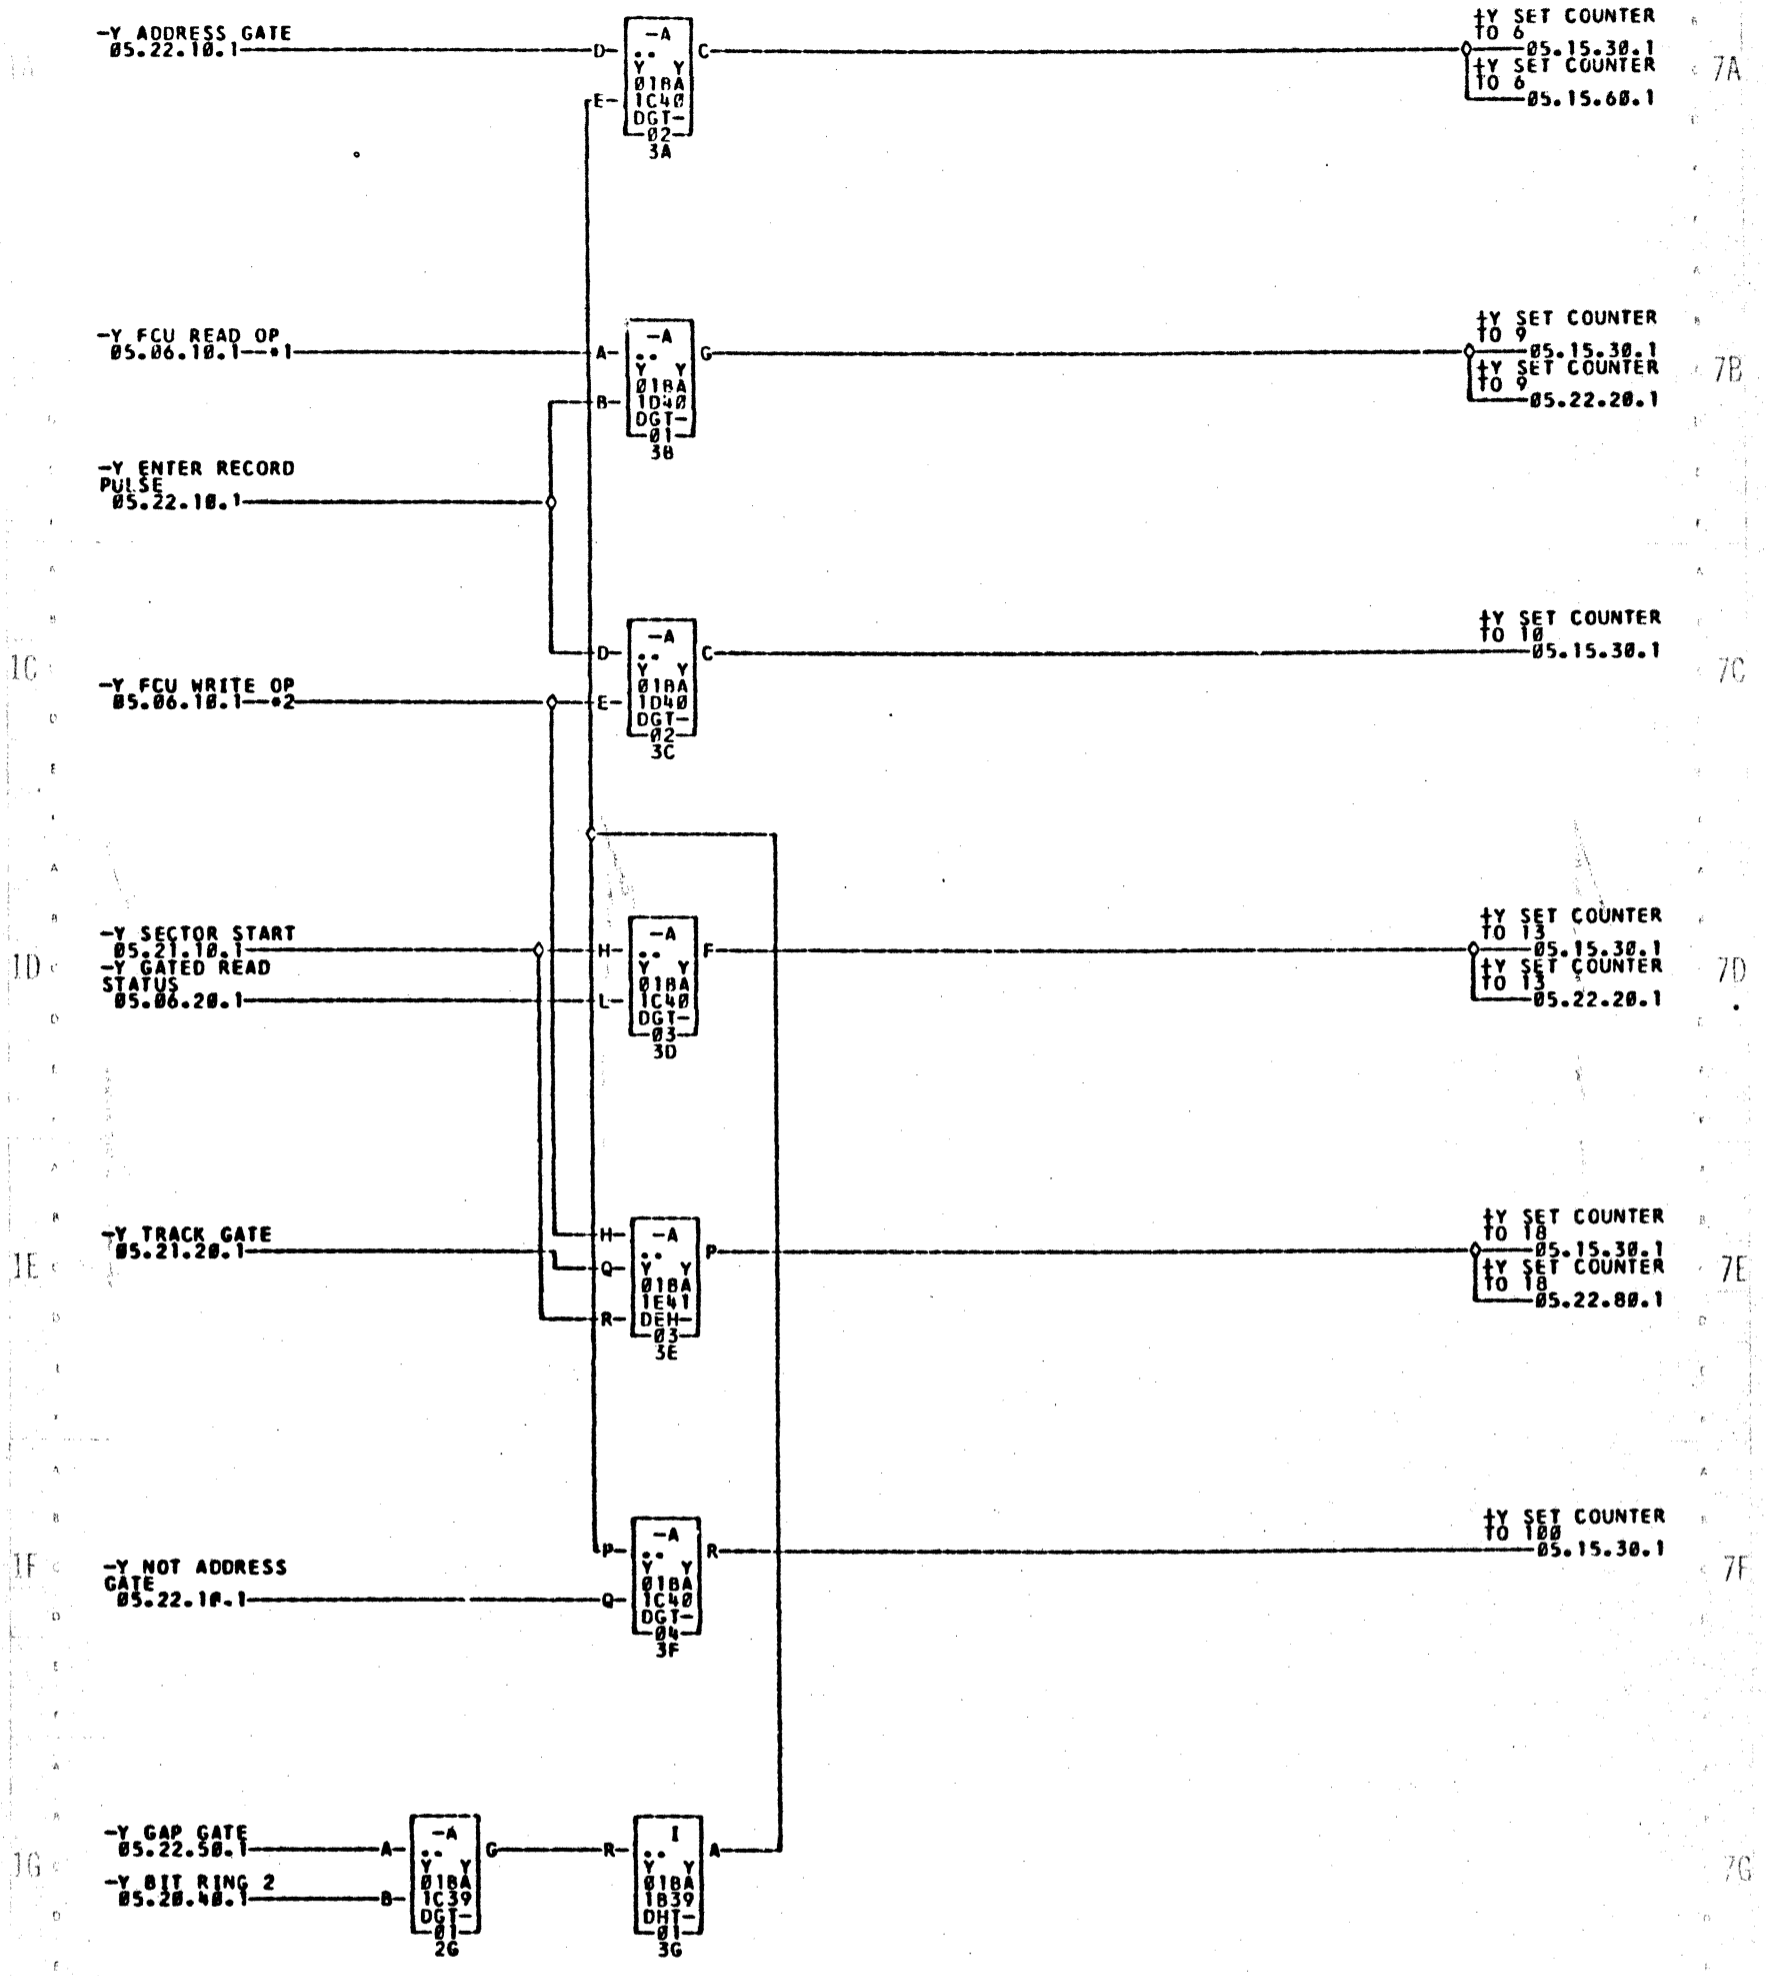 -Y ADDRESS GATE
05.22.10.1
D
E
-A
Y Y
01BA
1C40
DGT-
02
3A
C
+Y SET COUNTER
TO 6
05.15.30.1
+Y SET COUNTER
TO 6
05.15.60.1
1A
7A
-Y FCU READ OP
05.06.10.1--*1
A
B
-A
Y Y
01BA
1D40
DGT-
01
3B
G
+Y SET COUNTER
TO 9
05.15.30.1
+Y SET COUNTER
TO 9
05.22.20.1
7B
-Y ENTER RECORD
PULSE
05.22.10.1
D
E
-A
Y Y
01BA
1D40
DGT-
02
3C
C
+Y SET COUNTER
TO 10
05.15.30.1
1C
7C
-Y FCU WRITE OP
05.06.10.1--*2
-Y SECTOR START
05.21.10.1
-Y GATED READ
STATUS
05.06.20.1
H
L
-A
Y Y
01BA
1C40
DGT-
03
3D
F
+Y SET COUNTER
TO 13
05.15.30.1
+Y SET COUNTER
TO 13
05.22.20.1
1D
7D
-Y TRACK GATE
05.21.20.1
H
Q
R
-A
Y Y
01BA
1E41
DEH-
03
3E
P
+Y SET COUNTER
TO 18
05.15.30.1
+Y SET COUNTER
TO 18
05.22.80.1
1E
7E
-Y NOT ADDRESS
GATE
05.22.10.1
P
Q
-A
Y Y
01BA
1C40
DGT-
04
3F
R
+Y SET COUNTER
TO 100
05.15.30.1
1F
7F
-Y GAP GATE
05.22.50.1
-Y BIT RING 2
05.20.40.1
A
B
-A
Y Y
01BA
1C39
DGT-
01
2G
G
R
I
Y Y
01BA
1B39
DHT-
01
3G
A
1G
7G